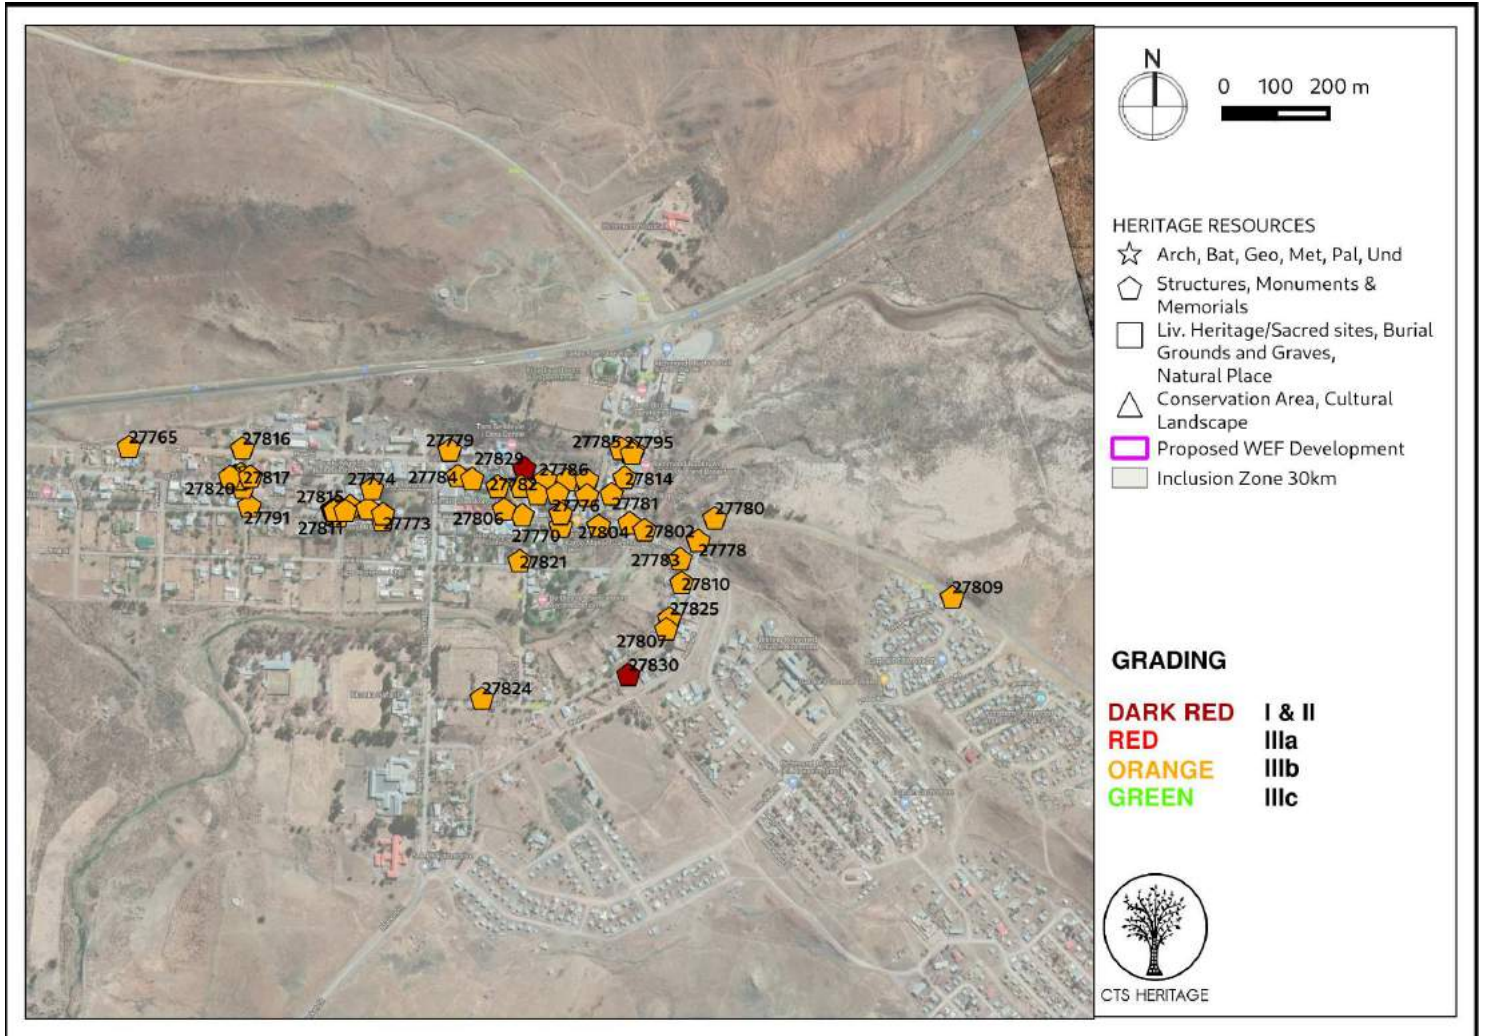 N
0 100 200 m
HERITAGE RESOURCES
Arch, Bat, Geo, Met, Pal, Und
Structures, Monuments &
Memorials
Liv. Heritage/Sacred sites, Burial
Grounds and Graves,
Natural Place
Conservation Area, Cultural
Landscape
Proposed WEF Development
Inclusion Zone 30km
GRADING
DARK RED I & II
RED IIIa
ORANGE IIIb
GREEN IIIc
CTS HERITAGE
27765
27816
27779
27785
27795
27829
27817
27784
27786
27820
27774
27782
27814
27815
27791
27811
27773
27806
27776
27781
27780
27770
27804
27802
27778
27821
27783
27810
27809
27825
27807
27830
27824